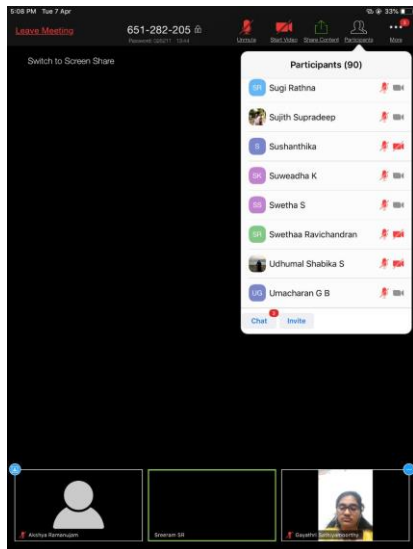 5:08 PM Tue 7 Apr
33%
Leave Meeting
651-282-205
Unmute
Start Video
Share Content
Participants
More
Switch to Screen Share
Participants (90)
SR Sugi Rathna
Sujith Supradeep
S Sushanthika
SK Suweadha K
SS Swetha S
SR Swethaa Ravichandran
Udhumal Shabika S
UG Umacharan G B
Chat
Invite
Akshya Ramanujam
Sreeram SR
Gayathri